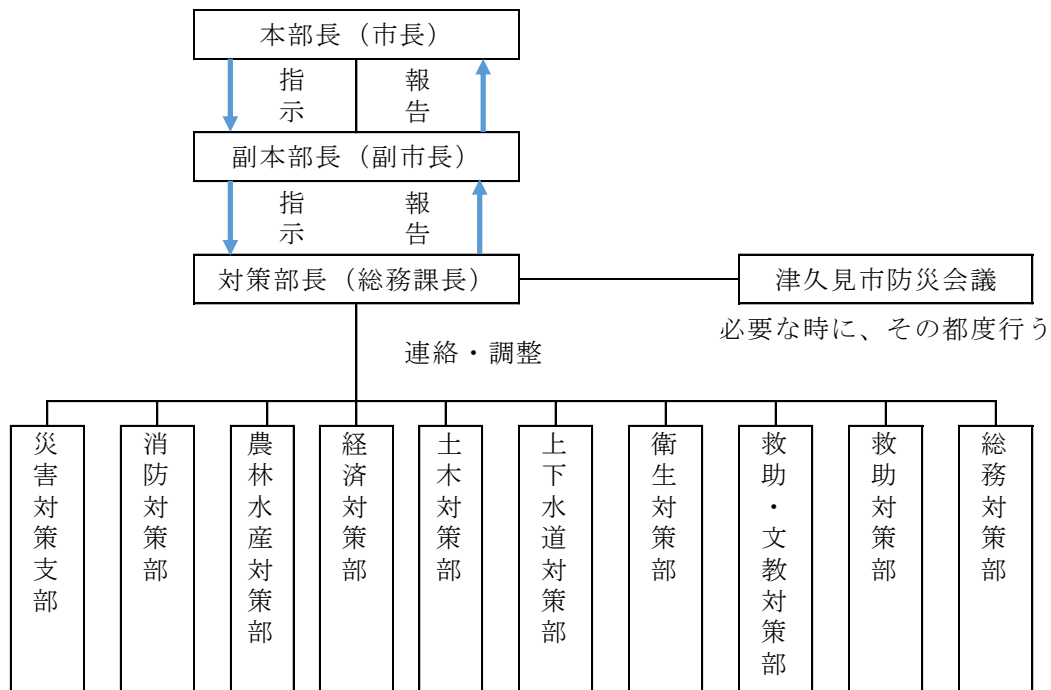 本部長（市長）
指示
報告
副本部長（副市長）
指示
報告
対策部長（総務課長）
津久見市防災会議
必要な時に、その都度行う
連絡・調整
総務対策部
救助対策部
救助・文教対策部
衛生対策部
上下水道対策部
土木対策部
経済対策部
農林水産対策部
消防対策部
災害対策支部